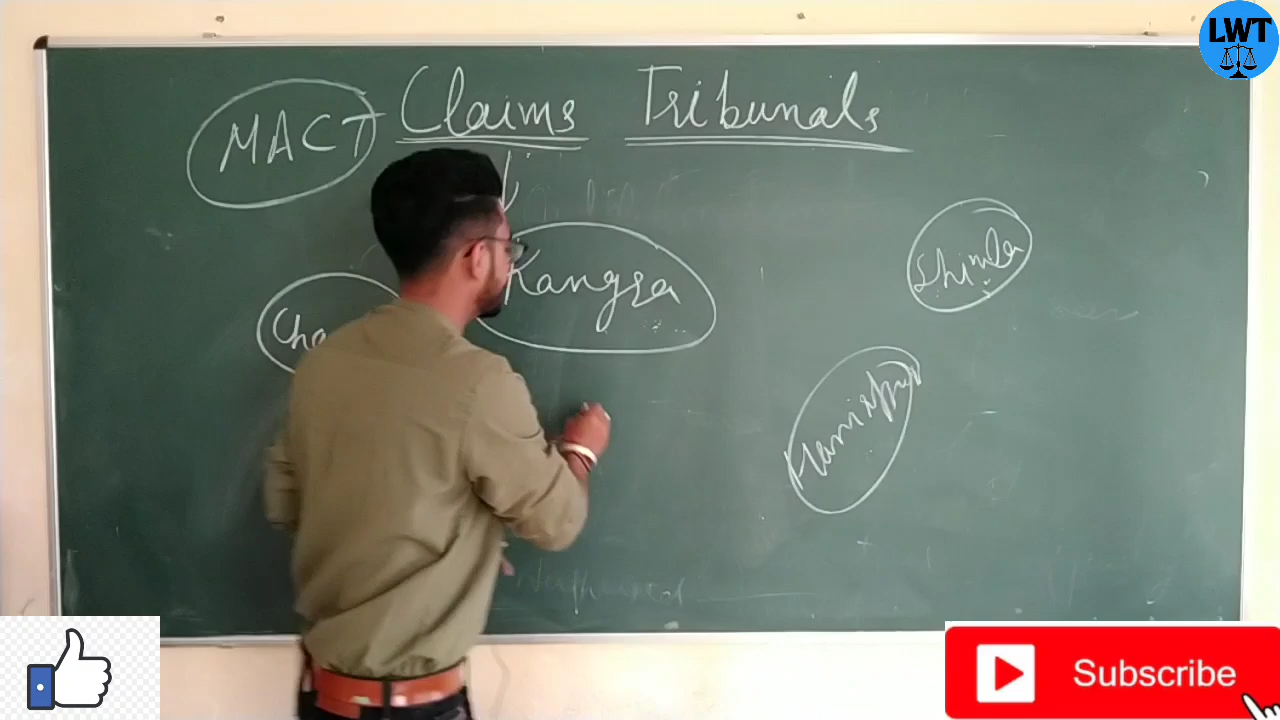 LWT
MACT Claims Tribunals
Kangra
Shimla
Cha
Hamirpur
Subscribe